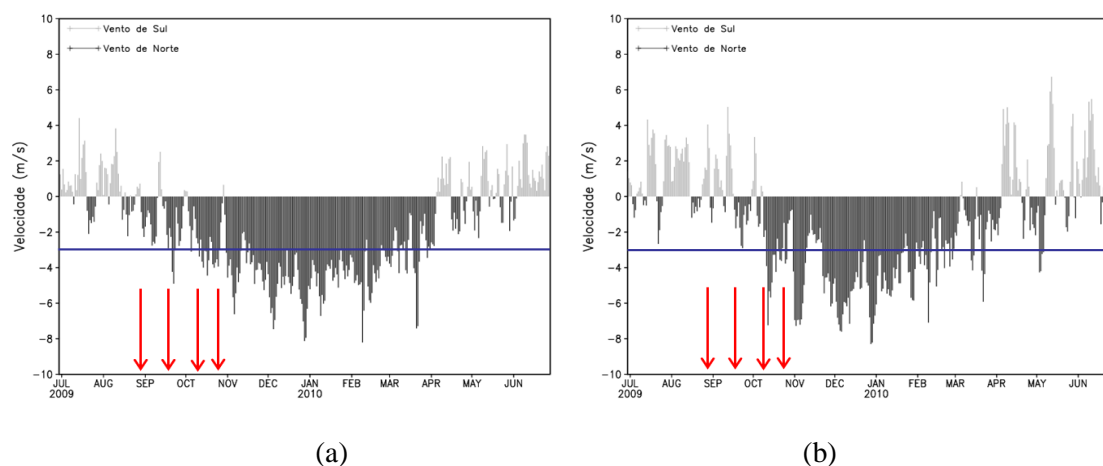 10
8
6
4
2
0
−2
−4
−6
−8
−10
Velocidade (m/s)
Vento de Sul
Vento de Norte
JUL AUG SEP OCT NOV DEC JAN FEB MAR APR MAY JUN
2009 2010
(a)
10
8
6
4
2
0
−2
−4
−6
−8
−10
Velocidade (m/s)
Vento de Sul
Vento de Norte
JUL AUG SEP OCT NOV DEC JAN FEB MAR APR MAY JUN
2009 2010
(b)